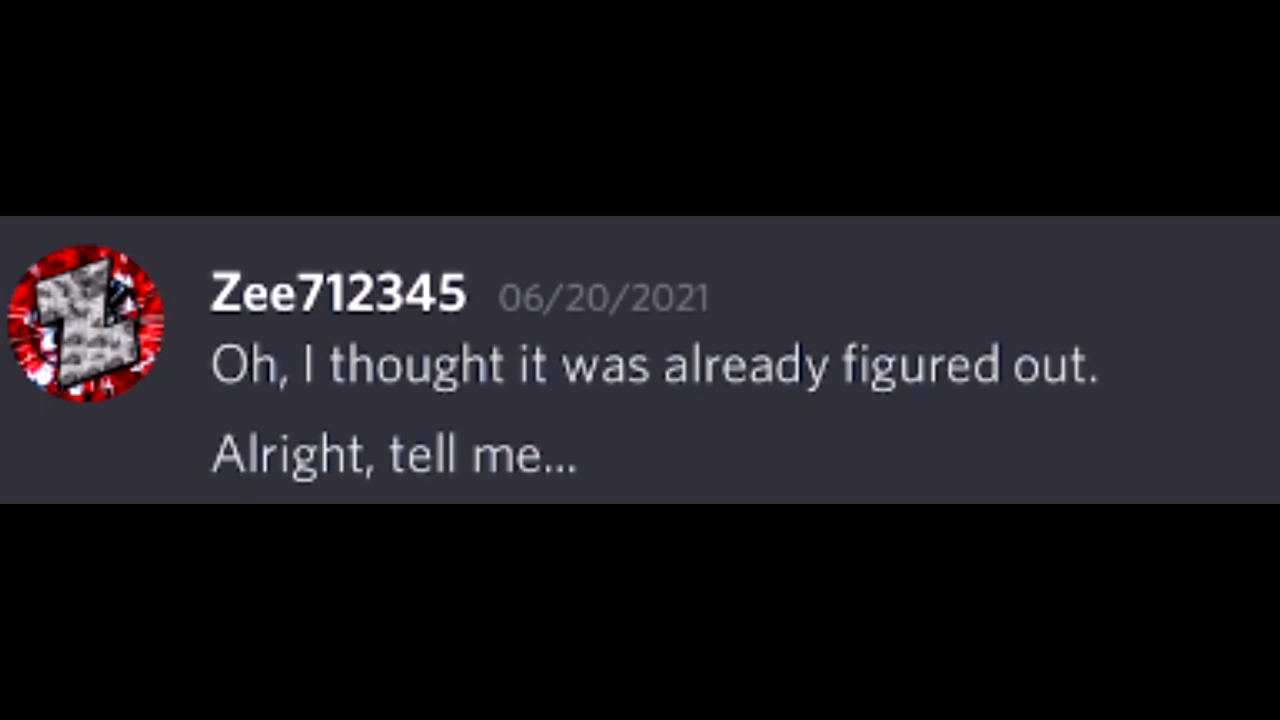 Zee712345 06/20/2021
Oh, I thought it was already figured out.
Alright, tell me...